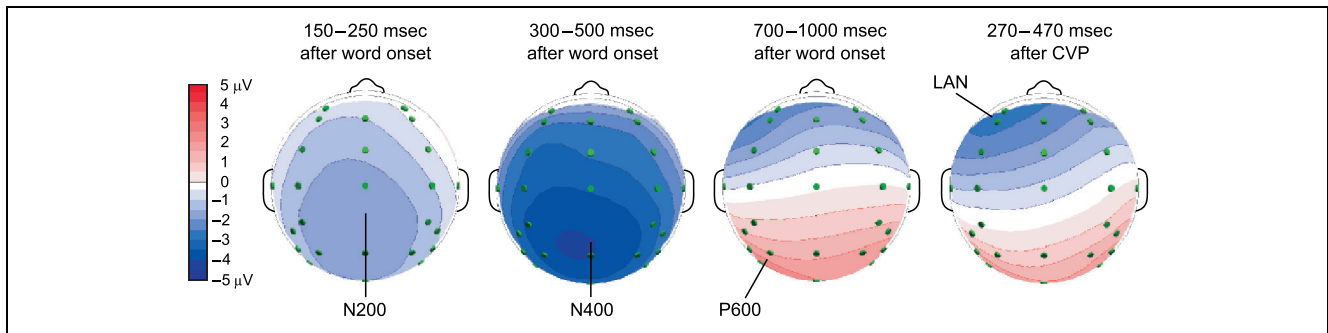 150–250 msec
after word onset
300–500 msec
after word onset
700–1000 msec
after word onset
270–470 msec
after CVP
5 μV
4
3
2
1
0
–1
–2
–3
–4
–5 μV
LAN
N200
N400
P600